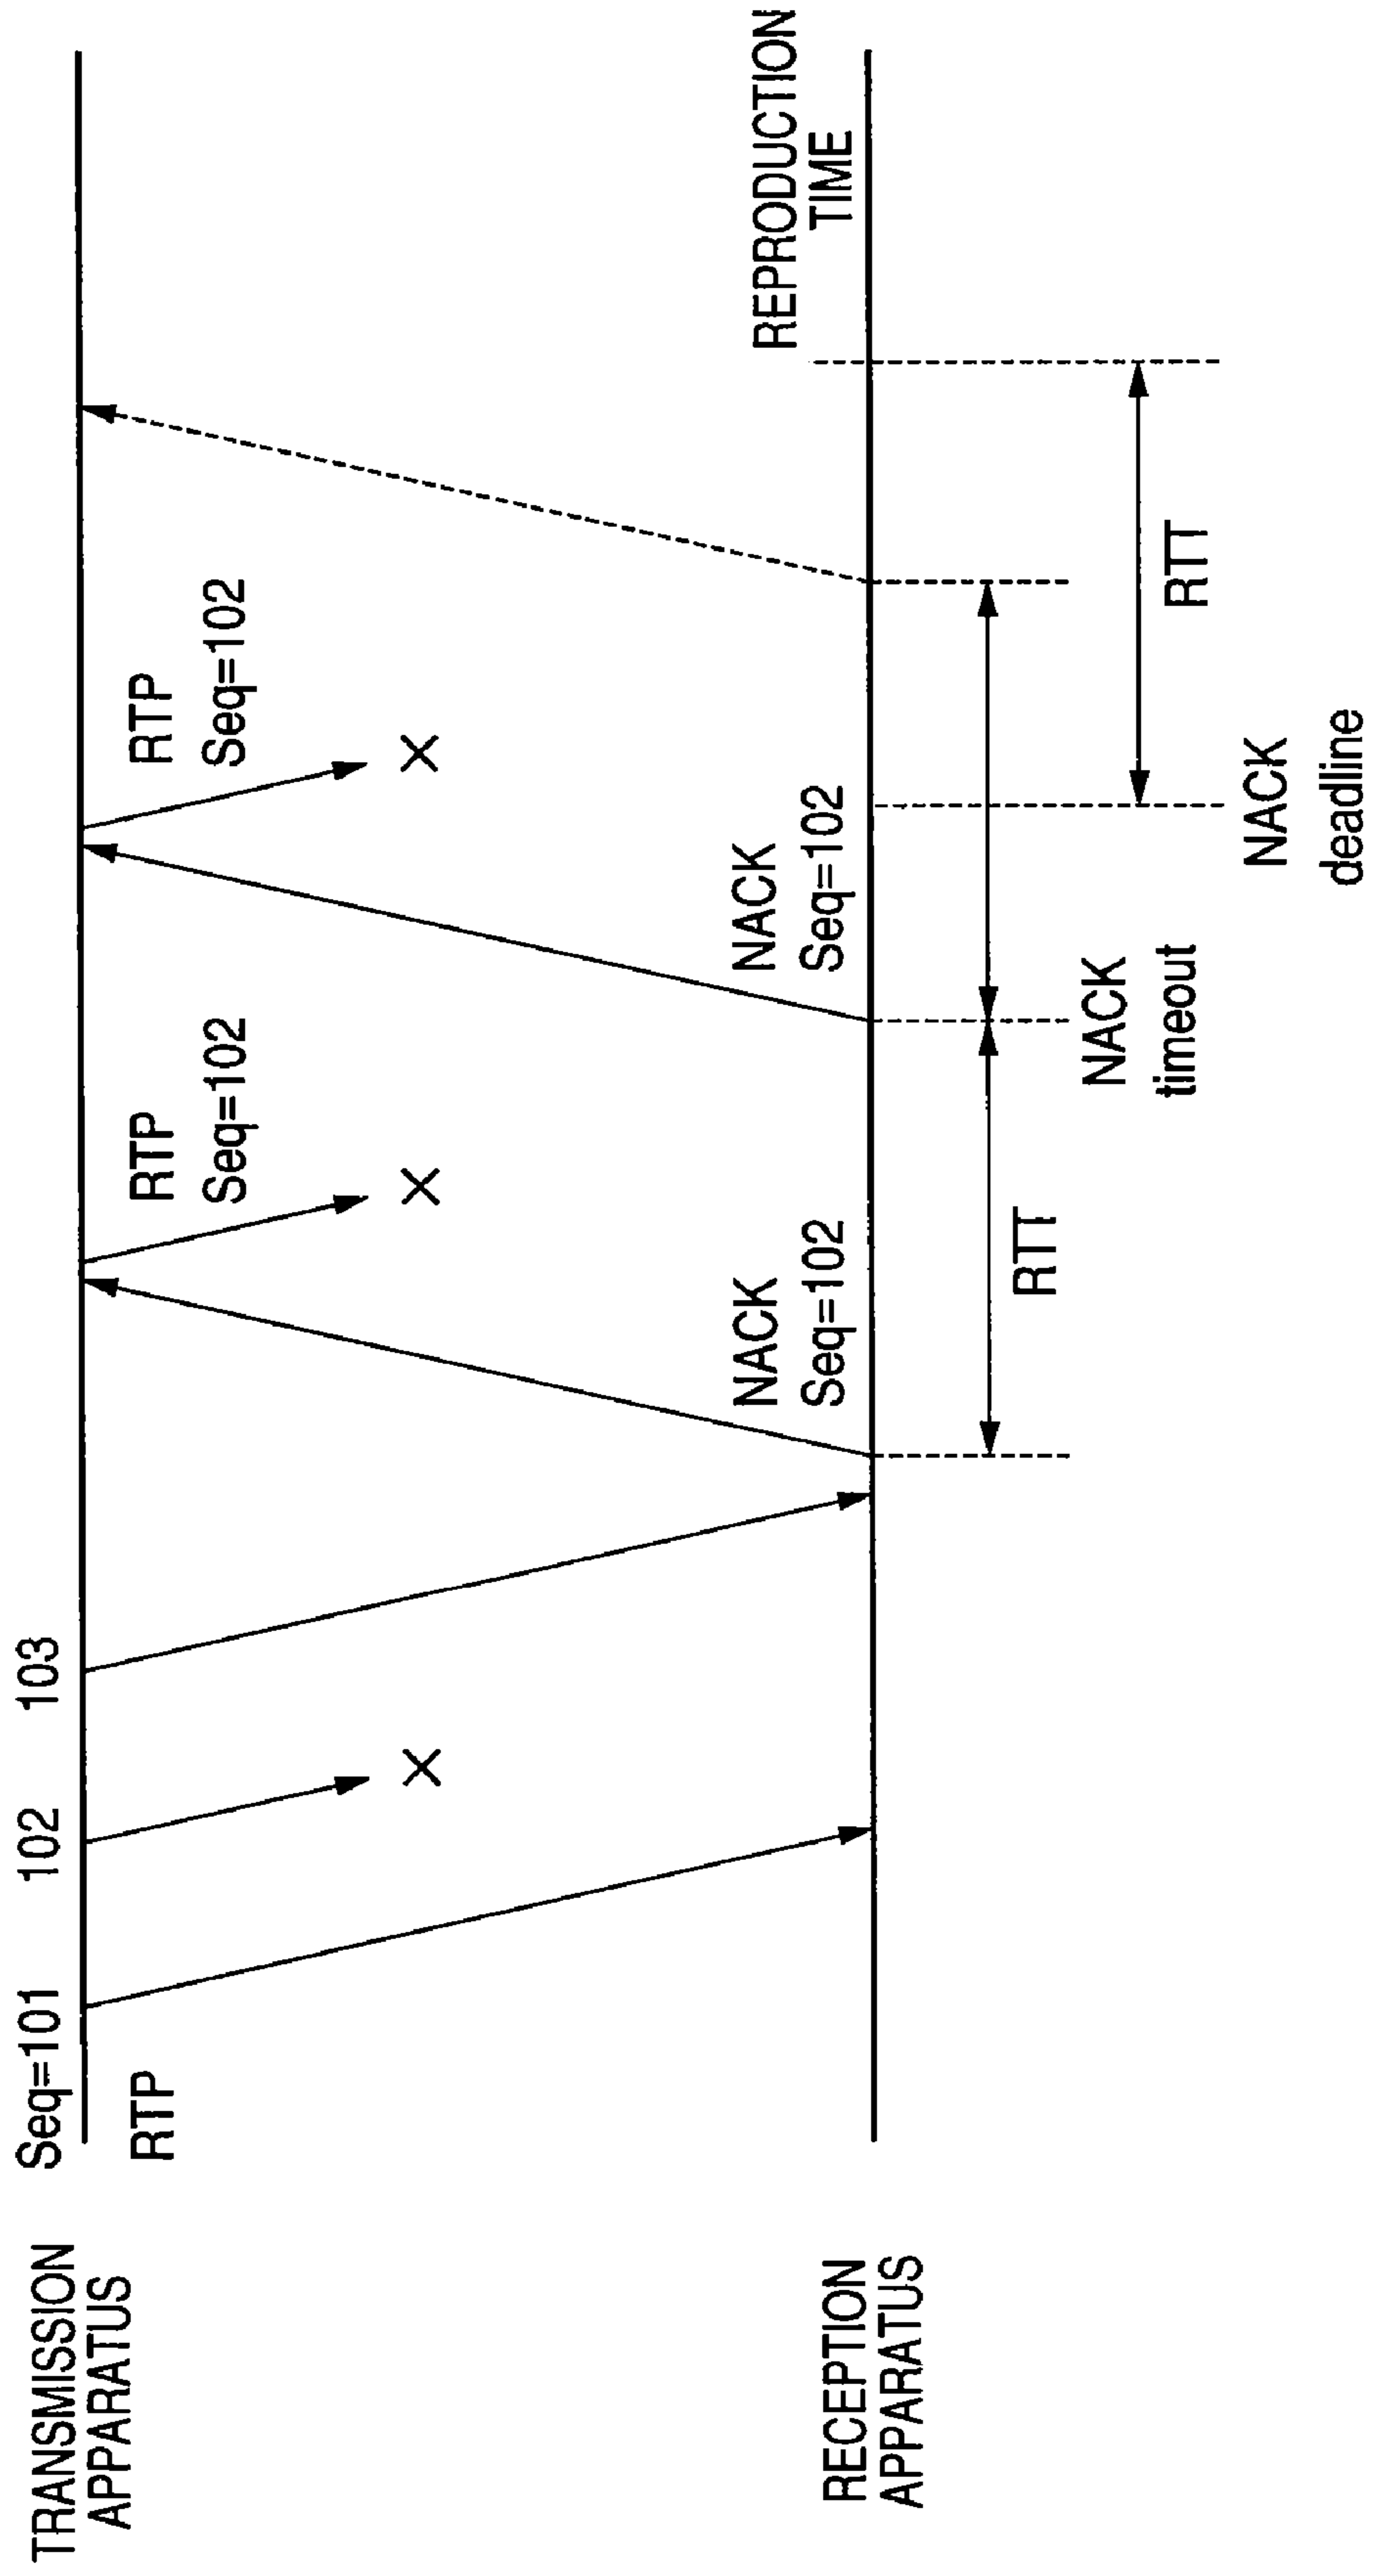 TRANSMISSION
APPARATUS
Seq=101
102
103
RTP
RTP
Seq=102
RTP
Seq=102
RECEPTION
APPARATUS
NACK
Seq=102
NACK
Seq=102
REPRODUCTION
TIME
RTT
NACK
timeout
RTT
NACK
deadline